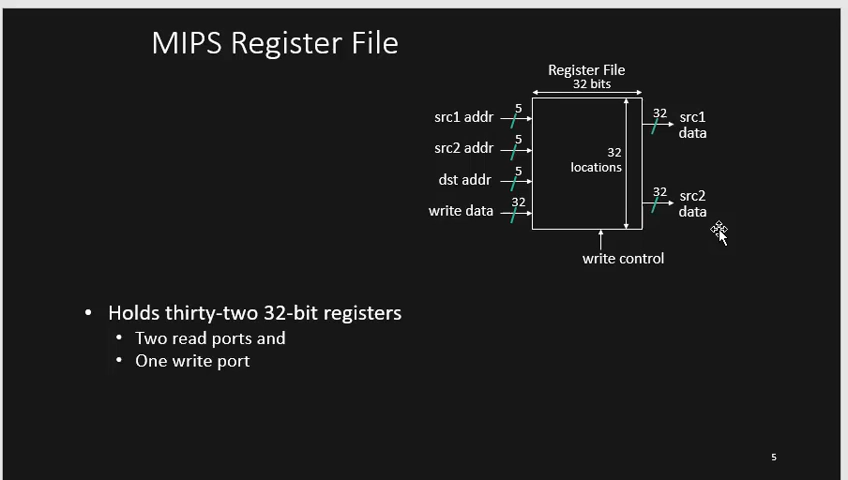 MIPS Register File
Register File
32 bits
src1 addr
5
src2 addr
5
dst addr
5
write data
32
32
locations
32
src1
data
32
src2
data
write control
• Holds thirty-two 32-bit registers
• Two read ports and
• One write port
5